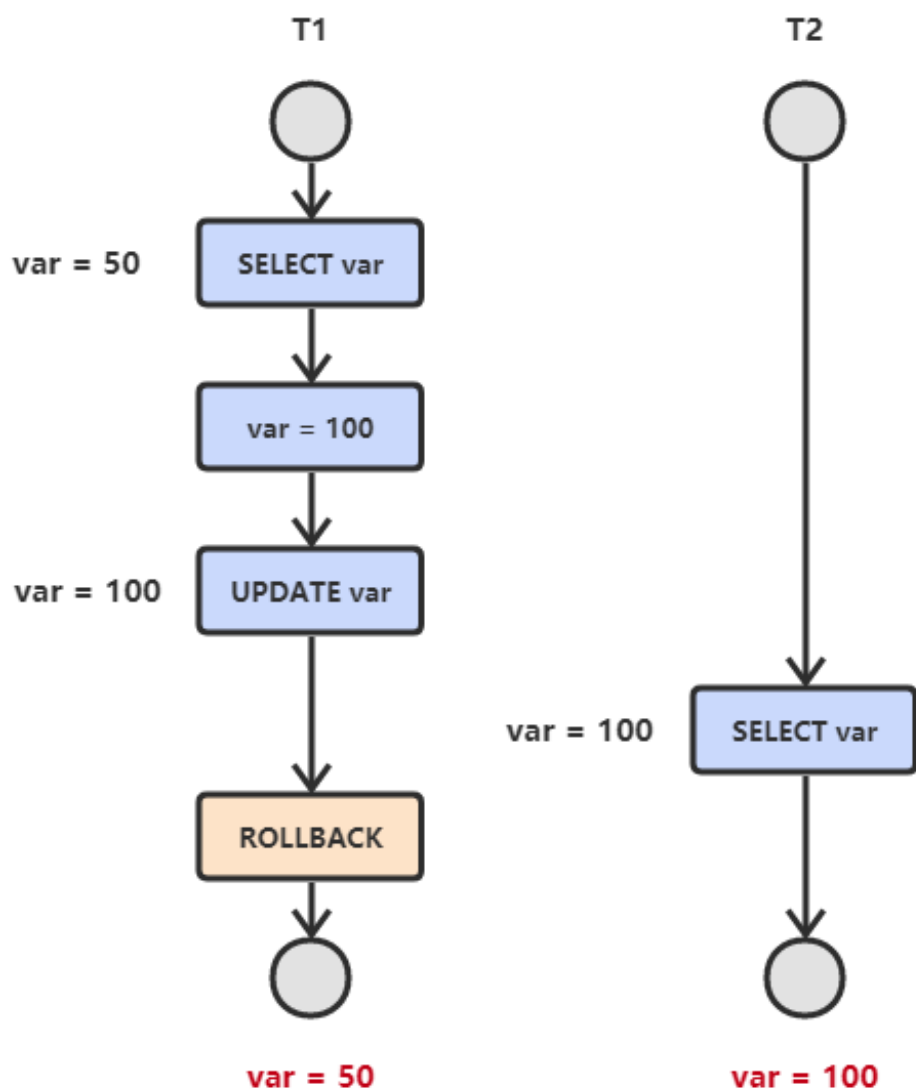 T1
T2
var = 50
SELECT var
var = 100
var = 100
UPDATE var
var = 100
SELECT var
ROLLBACK
var = 50
var = 100